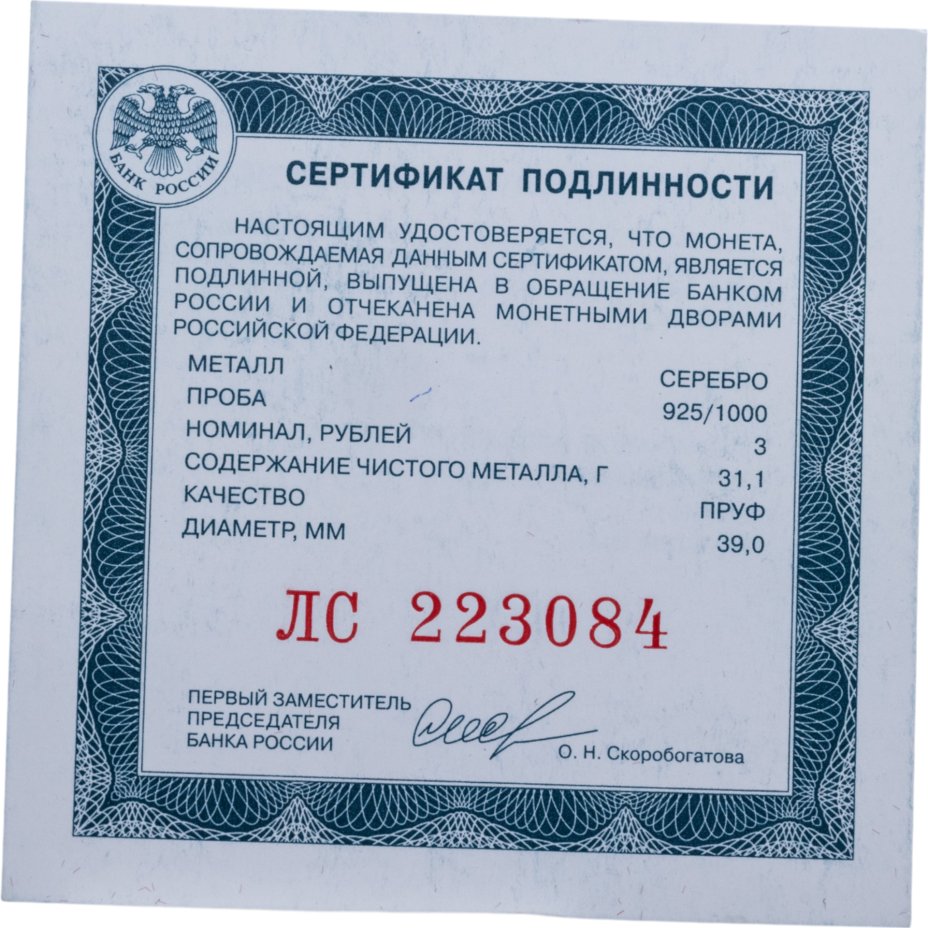 БАНК РОССИИ
СЕРТИФИКАТ ПОДЛИННОСТИ
НАСТОЯЩИМ УДОСТОВЕРЯЕТСЯ, ЧТО МОНЕТА,
СОПРОВОЖДАЕМАЯ ДАННЫМ СЕРТИФИКАТОМ, ЯВЛЯЕТСЯ
ПОДЛИННОЙ, ВЫПУЩЕНА В ОБРАЩЕНИЕ БАНКОМ
РОССИИ И ОТЧЕКАНЕНА МОНЕТНЫМИ ДВОРАМИ
РОССИЙСКОЙ ФЕДЕРАЦИИ.
МЕТАЛЛ СЕРЕБРО
ПРОБА 925/1000
НОМИНАЛ, РУБЛЕЙ 3
СОДЕРЖАНИЕ ЧИСТОГО МЕТАЛЛА, Г 31,1
КАЧЕСТВО ПРУФ
ДИАМЕТР, ММ 39,0
ЛС 223084
ПЕРВЫЙ ЗАМЕСТИТЕЛЬ
ПРЕДСЕДАТЕЛЯ
БАНКА РОССИИ
О. Н. Скоробогатова